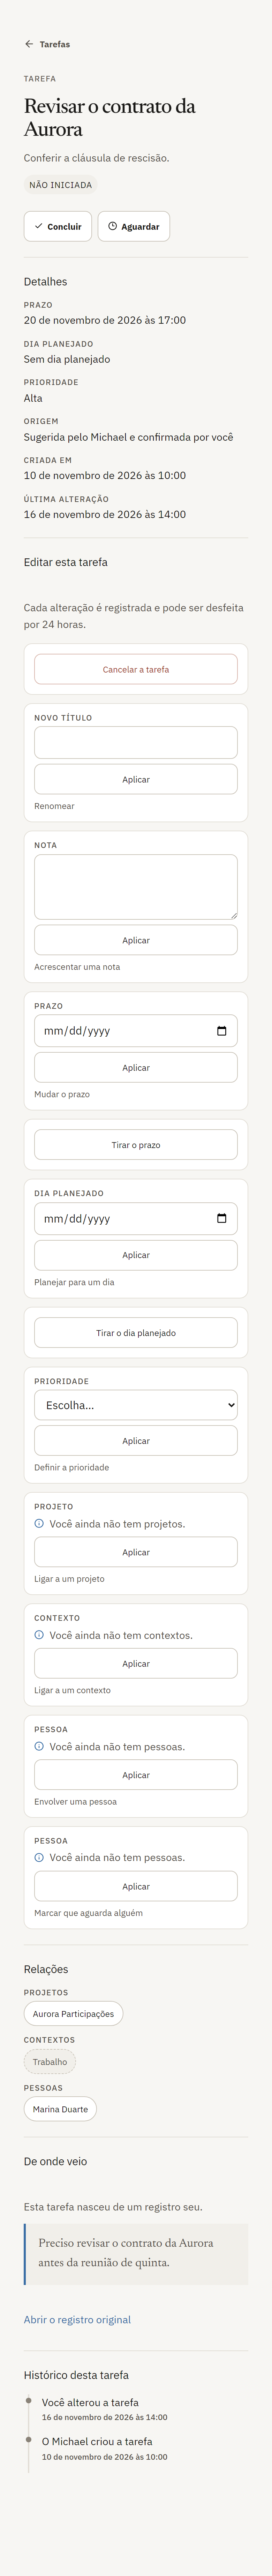 Tarefas
TAREFA
Revisar o contrato da
Aurora
Conferir a cláusula de rescisão.
NÃO INICIADA
Concluir
Aguardar
Detalhes
PRAZO
20 de novembro de 2026 às 17:00
DIA PLANEJADO
Sem dia planejado
PRIORIDADE
Alta
ORIGEM
Sugerida pelo Michael e confirmada por você
CRIADA EM
10 de novembro de 2026 às 10:00
ÚLTIMA ALTERAÇÃO
16 de novembro de 2026 às 14:00
Editar esta tarefa
Cada alteração é registrada e pode ser desfeita
por 24 horas.
Cancelar a tarefa
NOVO TÍTULO
Aplicar
Renomear
NOTA
Aplicar
Acrescentar uma nota
PRAZO
mm/dd/yyyy
Aplicar
Mudar o prazo
Tirar o prazo
DIA PLANEJADO
mm/dd/yyyy
Aplicar
Planejar para um dia
Tirar o dia planejado
PRIORIDADE
Escolha...
Aplicar
Definir a prioridade
PROJETO
Você ainda não tem projetos.
Aplicar
Ligar a um projeto
CONTEXTO
Você ainda não tem contextos.
Aplicar
Ligar a um contexto
PESSOA
Você ainda não tem pessoas.
Aplicar
Envolver uma pessoa
PESSOA
Você ainda não tem pessoas.
Aplicar
Marcar que aguarda alguém
Relações
PROJETOS
Aurora Participações
CONTEXTOS
Trabalho
PESSOAS
Marina Duarte
De onde veio
Esta tarefa nasceu de um registro seu.
Preciso revisar o contrato da Aurora
antes da reunião de quinta.
Abrir o registro original
Histórico desta tarefa
Você alterou a tarefa
16 de novembro de 2026 às 14:00
O Michael criou a tarefa
10 de novembro de 2026 às 10:00